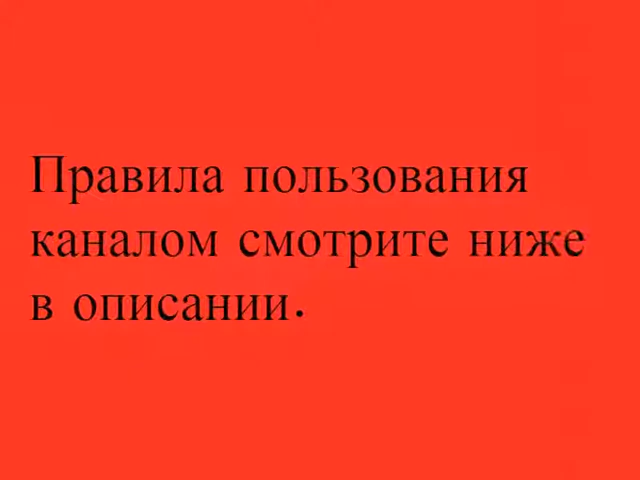 Правила пользования
каналом смотрите ниже
в описании.